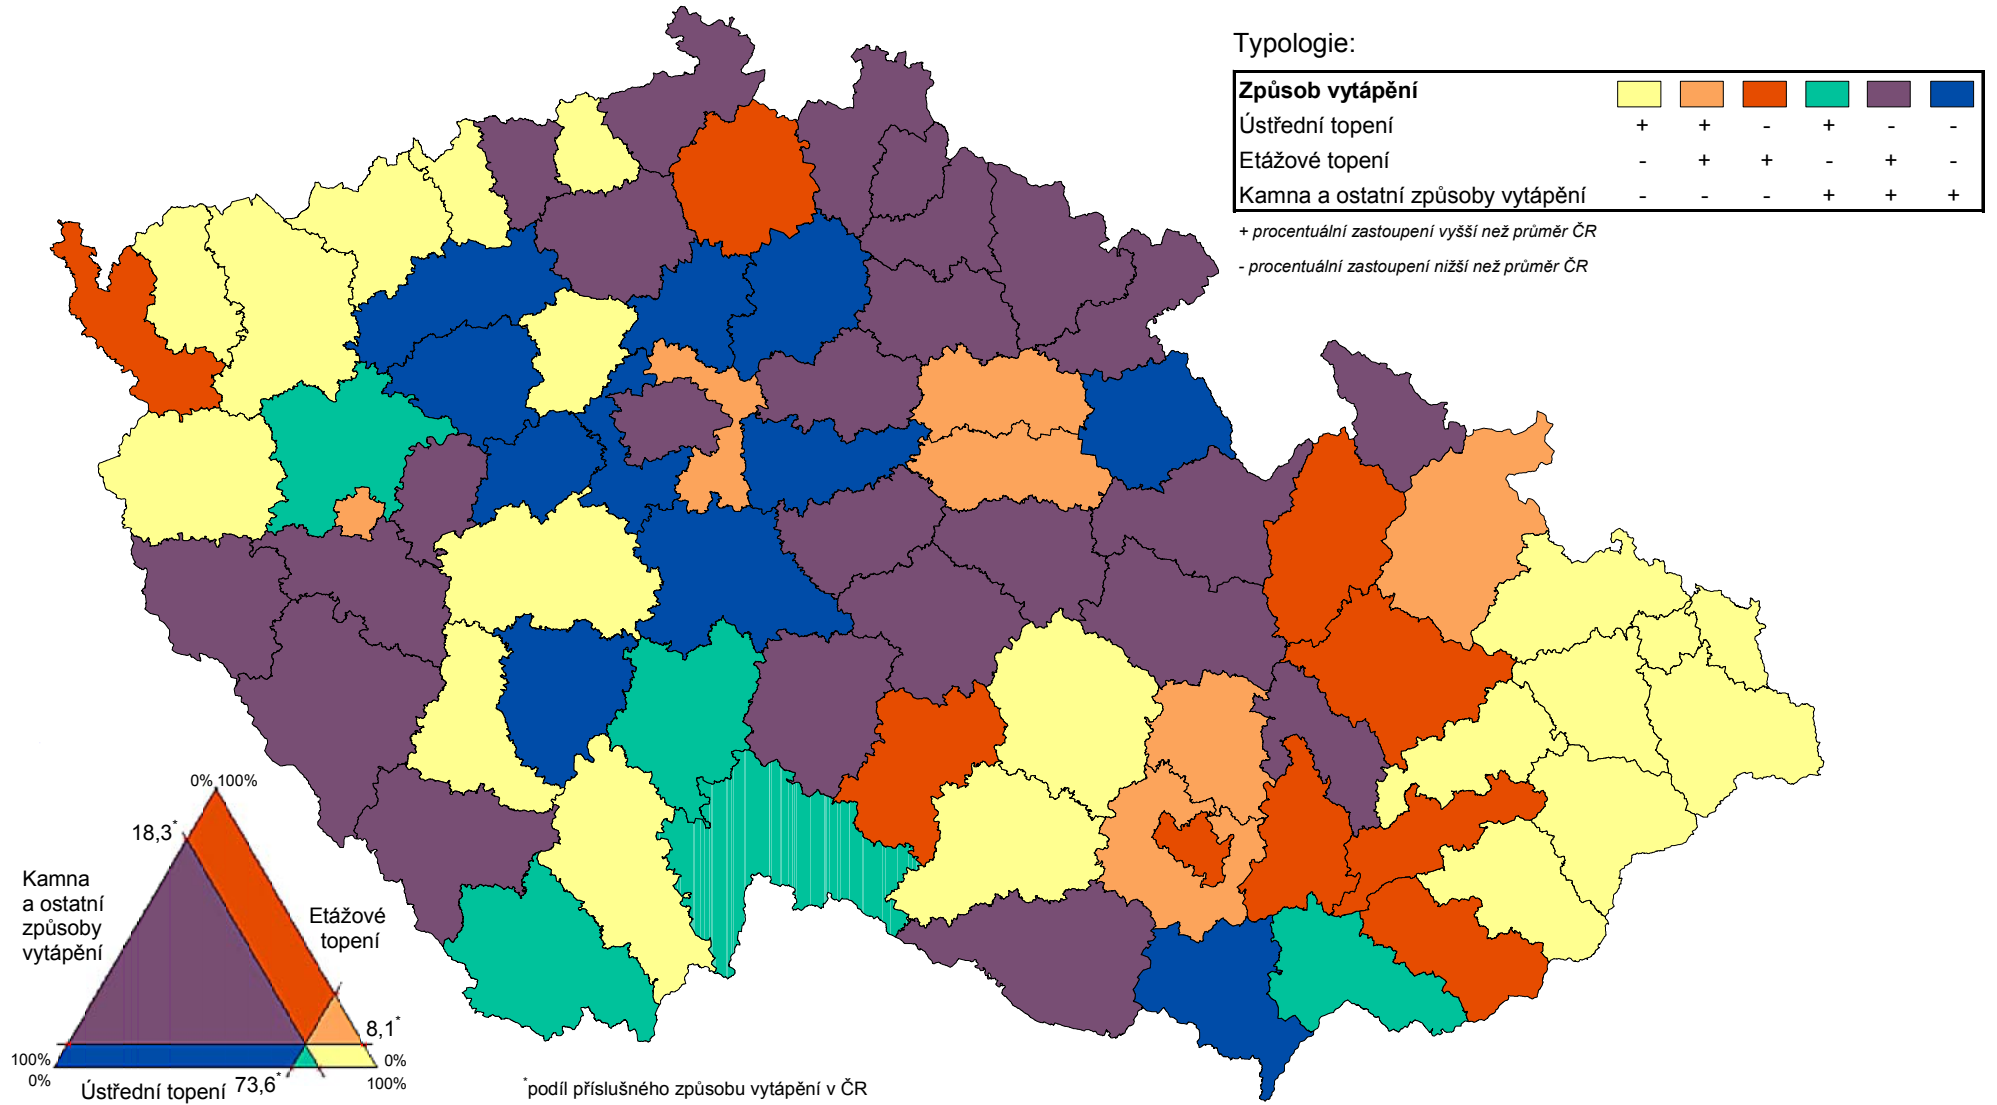 Typologie:
Způsob vytápění
Ústřední topení + + - + - -
Etážové topení - + + - + -
Kamna a ostatní způsoby vytápění - - - + + +
+ procentuální zastoupení vyšší než průměr ČR
- procentuální zastoupení nižší než průměr ČR
0% 100%
18,3*
Kamna
a ostatní
způsoby
vytápění
Etážové
topení
8,1*
100%
0%
0%
100%
Ústřední topení 73,6*
*podíl příslušného způsobu vytápění v ČR